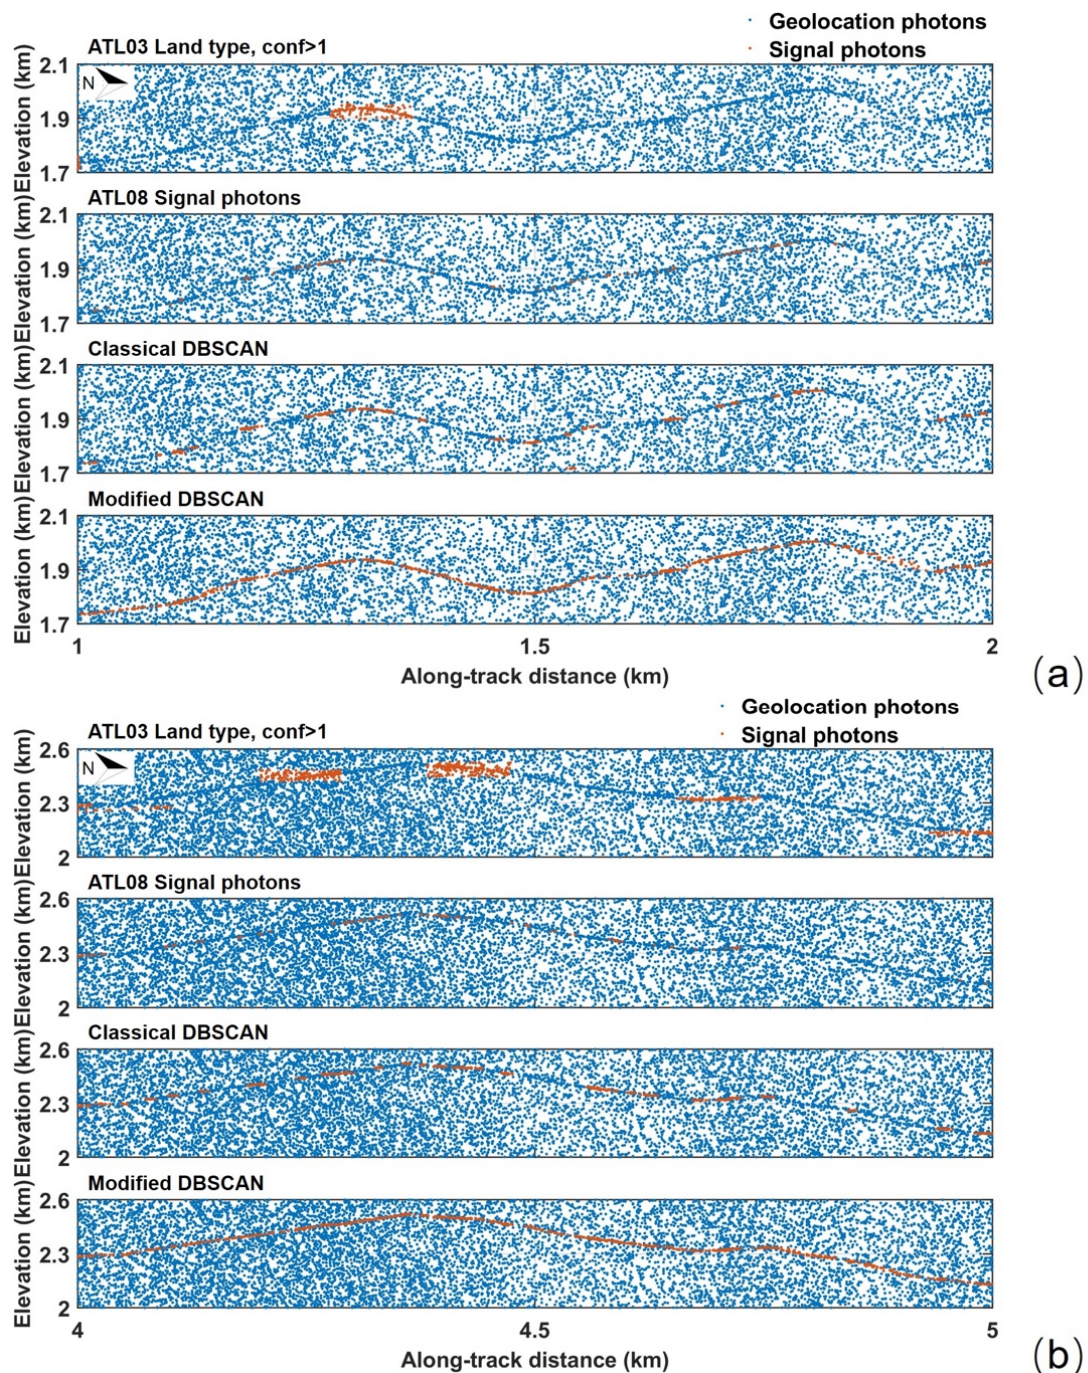 Geolocation photons
ATL03 Land type, conf>1
Signal photons
2.1
N
1.9
1.7
Elevation (km)
ATL08 Signal photons
2.1
1.9
1.7
Elevation (km)
Classical DBSCAN
2.1
1.9
1.7
Elevation (km)
Modified DBSCAN
2.1
1.9
1.7
Elevation (km)
1 1.5 2
Along-track distance (km)
(a)
Geolocation photons
ATL03 Land type, conf>1
Signal photons
2.6
N
2.3
2
Elevation (km)
ATL08 Signal photons
2.6
2.3
2
Elevation (km)
Classical DBSCAN
2.6
2.3
2
Elevation (km)
Modified DBSCAN
2.6
2.3
2
Elevation (km)
4 4.5 5
Along-track distance (km)
(b)